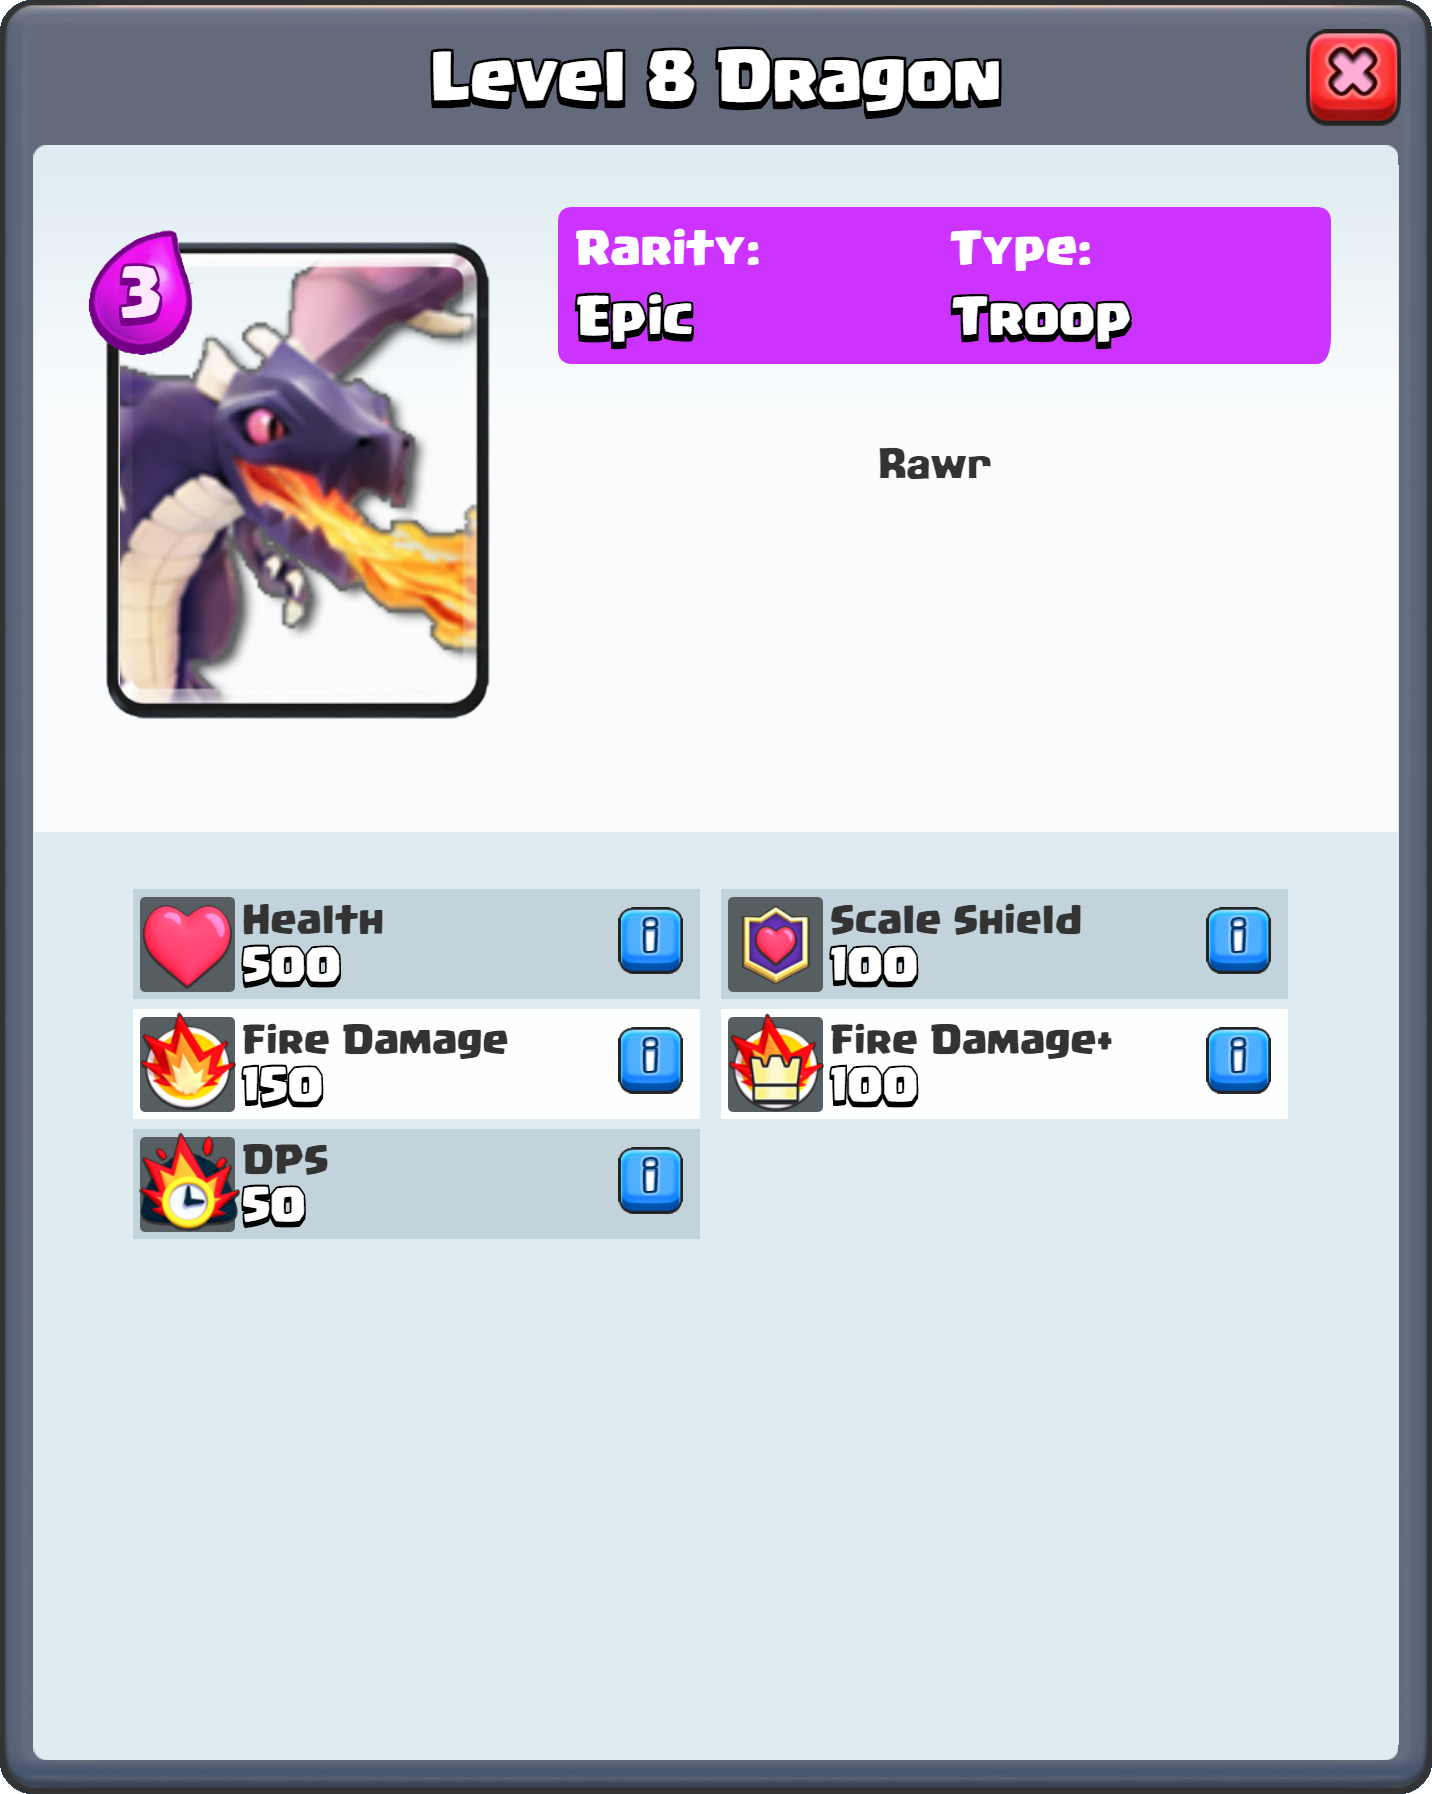 Level 8 Dragon
3
Rarity:
Type:
Epic
Troop
Rawr
Health
500
Scale Shield
100
Fire Damage
150
Fire Damage+
100
DPS
50